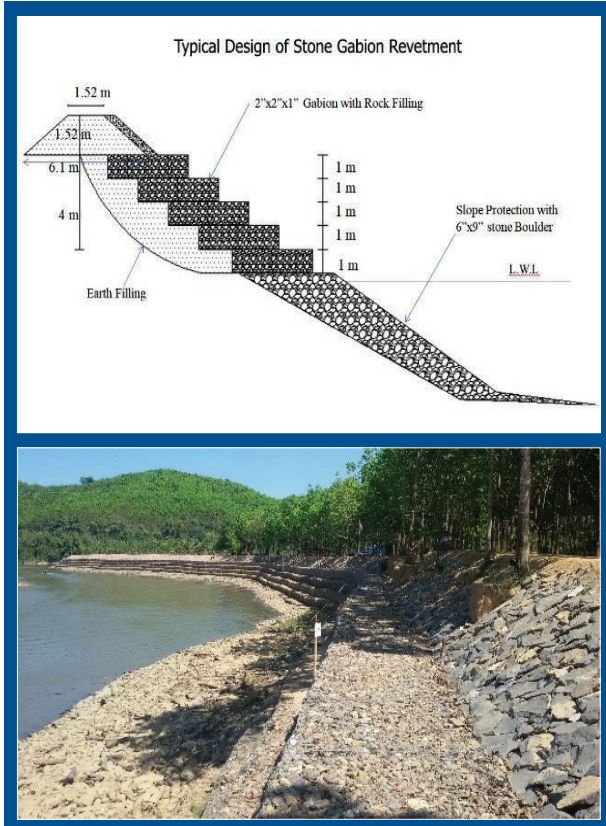 Typical Design of Stone Gabion Revetment
1.52 m
2”x2”x1” Gabion with Rock Filling
1.52 m
6.1 m
1 m
1 m
1 m
1 m
1 m
4 m
Slope Protection with
6”x9” stone Boulder
L.W.L
Earth Filling